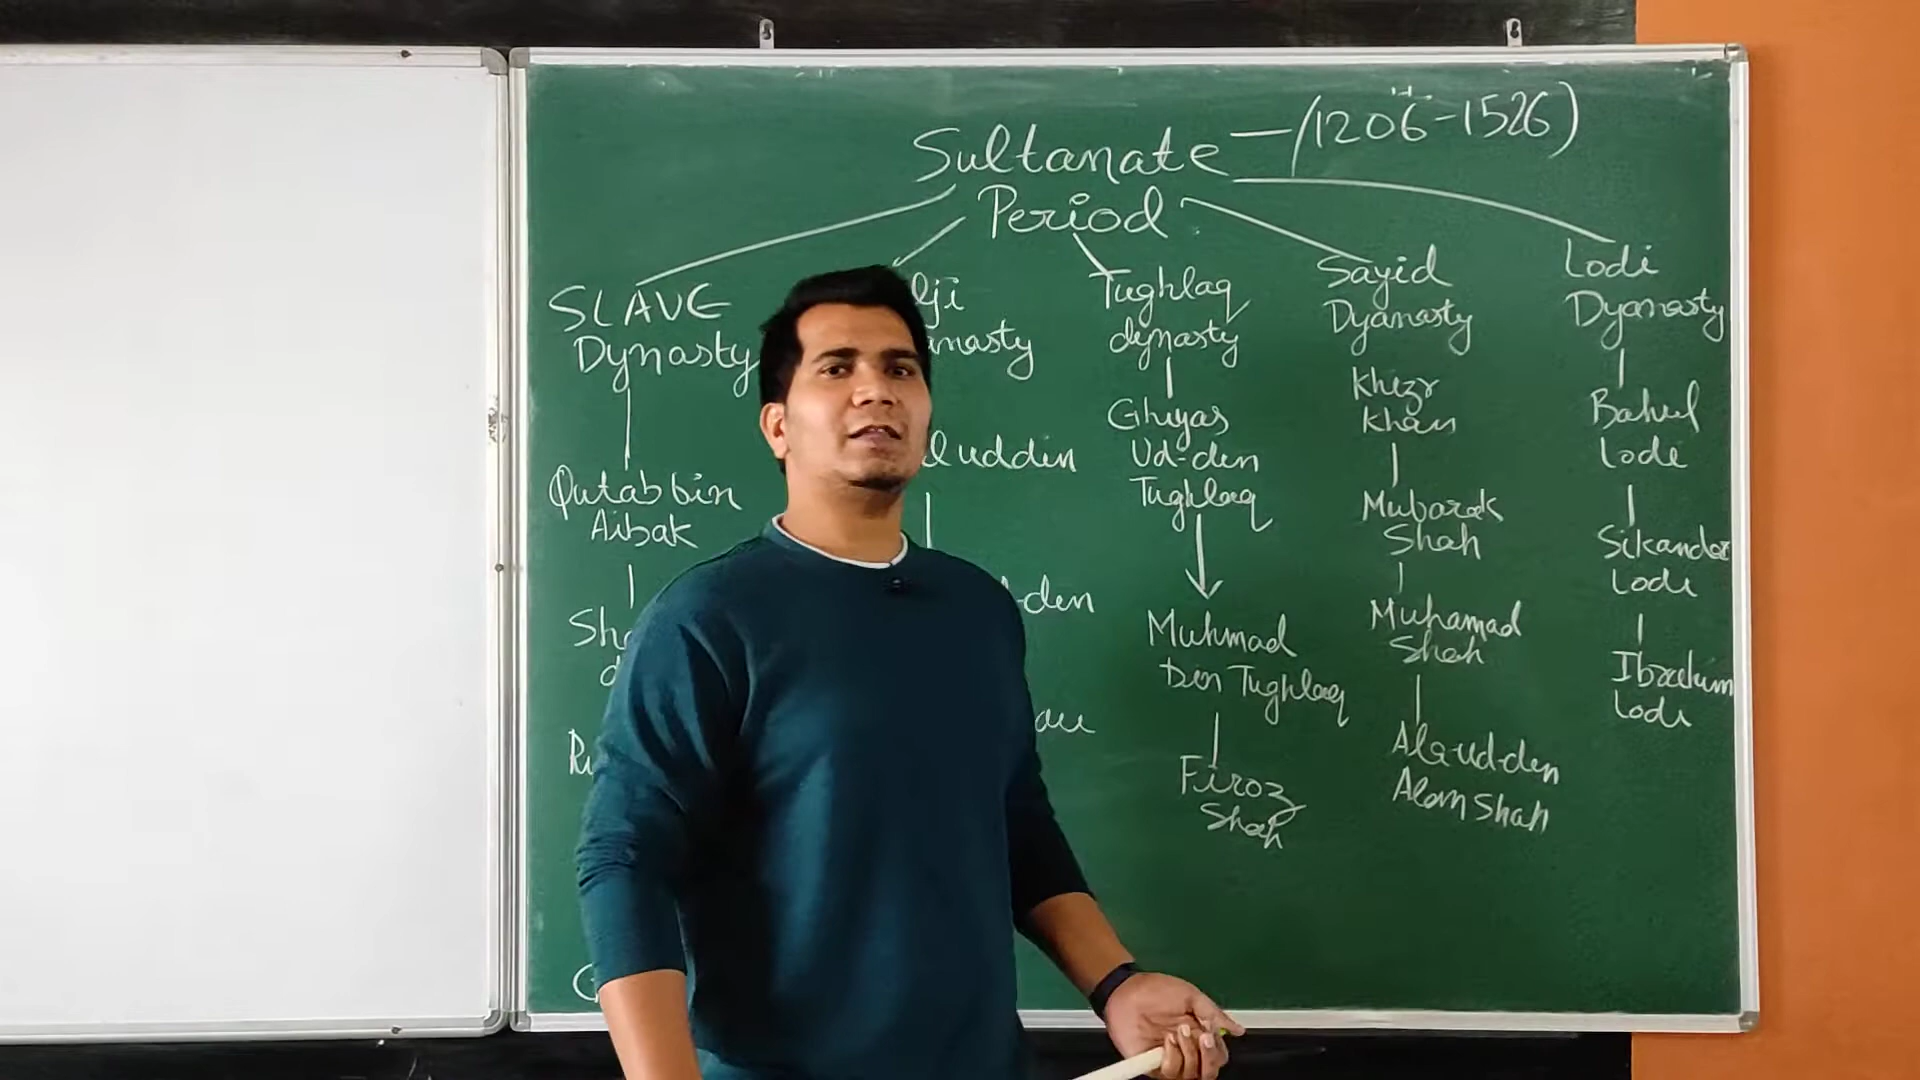 Sultanate — (1206-1526)
Period
SLAVE
Dynasty
Qutab bin
Aibak
Tughlaq
dynasty
Ghiyas
Ud-den
Tughlaq
Muhmad
Bin Tughlaq
Firoz
Shah
Sayid
Dyanasty
Khizr
Khan
Mubarak
Shah
Muhamad
Shah
Ala-ud-den
Alam Shah
Lodi
Dyanasty
Bahul
Lodi
Sikander
Lodi
Ibrahim
Lodi